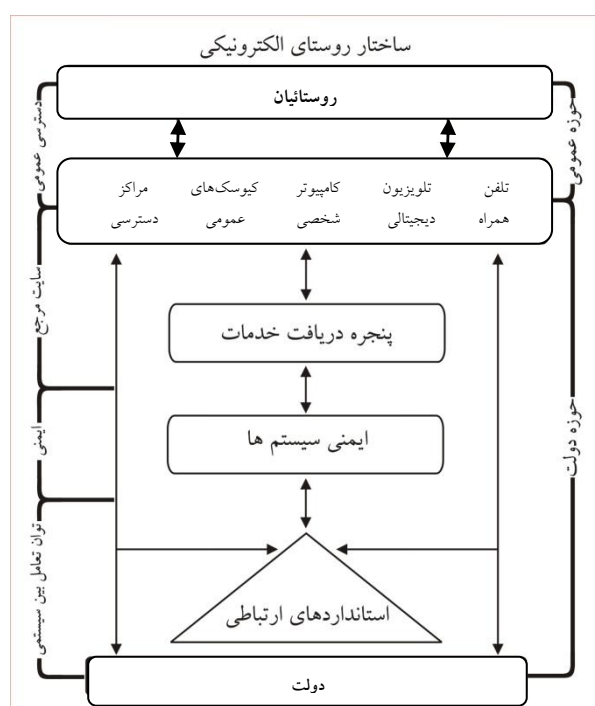 ساختار روستای الکترونیکی
روستائیان
حوزه عمومی
دسترسی عمومی
تلفن همراه
تلویزیون دیجیتالی
کامپیوتر شخصی
کیوسک‌های عمومی
مراکز دسترسی
سایت مرجع
پنجره دریافت خدمات
حوزه دولت
ایمنی
ایمنی سیستم ها
توان تعامل بین سیستمی
استانداردهای ارتباطی
دولت